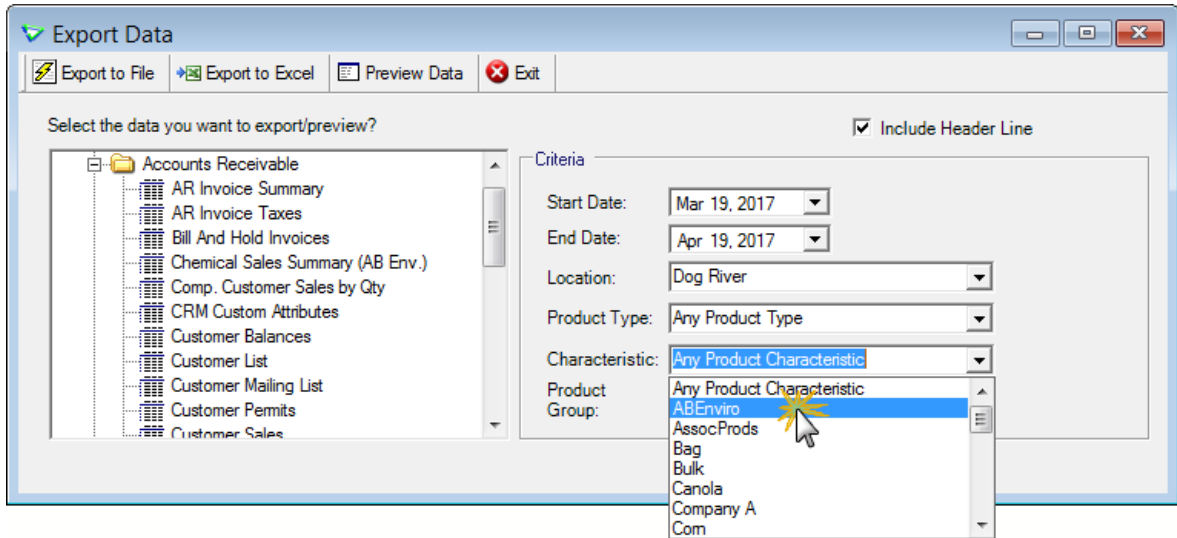 Export Data
Export to File
Export to Excel
Preview Data
Exit
Select the data you want to export/preview?
Include Header Line
Accounts Receivable
AR Invoice Summary
AR Invoice Taxes
Bill And Hold Invoices
Chemical Sales Summary (AB Env.)
Comp. Customer Sales by Qty
CRM Custom Attributes
Customer Balances
Customer List
Customer Mailing List
Customer Permits
Customer Sales
Criteria
Start Date: Mar 19, 2017
End Date: Apr 19, 2017
Location: Dog River
Product Type: Any Product Type
Characteristic: Any Product Characteristic
Product
Group:
Any Product Characteristic
ABEnviro
AssocProds
Bag
Bulk
Canola
Company A
Corn